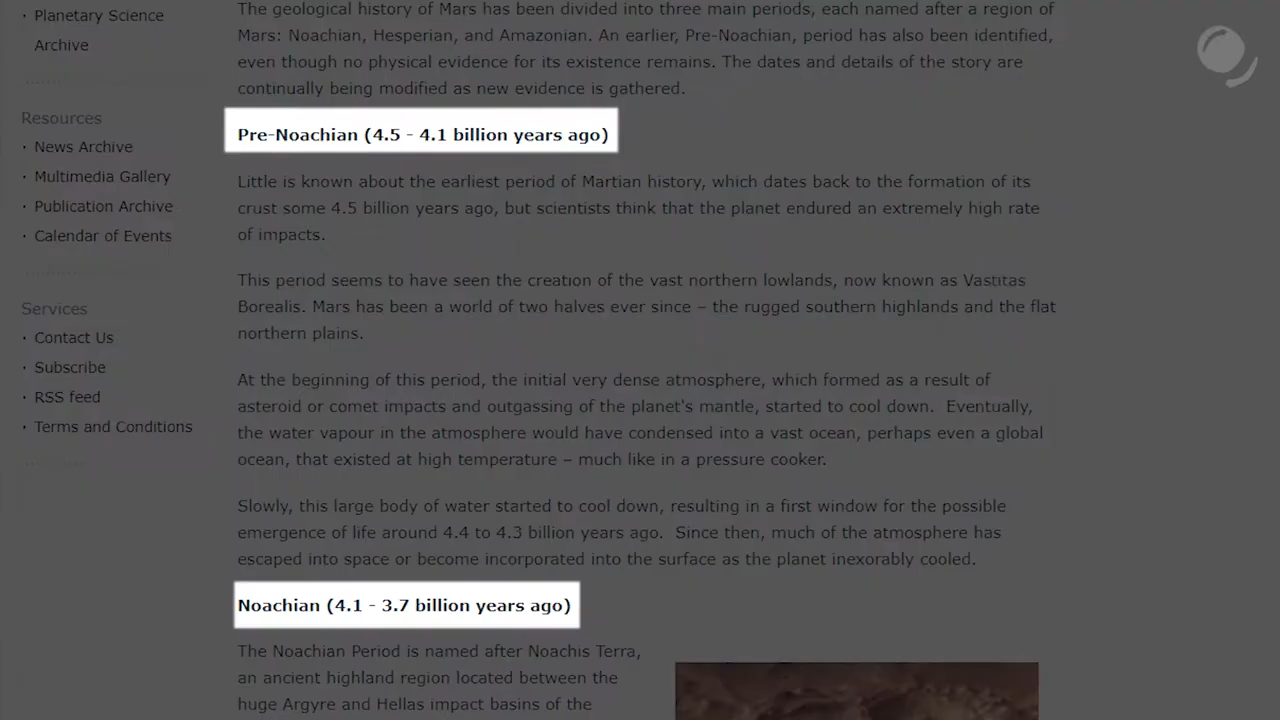 Planetary Science
Archive
Resources
· News Archive
· Multimedia Gallery
· Publication Archive
· Calendar of Events
Services
· Contact Us
· Subscribe
· RSS feed
· Terms and Conditions
The geological history of Mars has been divided into three main periods, each named after a region of
Mars: Noachian, Hesperian, and Amazonian. An earlier, Pre-Noachian, period has also been identified,
even though no physical evidence for its existence remains. The dates and details of the story are
continually being modified as new evidence is gathered.
Pre-Noachian (4.5 - 4.1 billion years ago)
Little is known about the earliest period of Martian history, which dates back to the formation of its
crust some 4.5 billion years ago, but scientists think that the planet endured an extremely high rate
of impacts.
This period seems to have seen the creation of the vast northern lowlands, now known as Vastitas
Borealis. Mars has been a world of two halves ever since – the rugged southern highlands and the flat
northern plains.
At the beginning of this period, the initial very dense atmosphere, which formed as a result of
asteroid or comet impacts and outgassing of the planet's mantle, started to cool down. Eventually,
the water vapour in the atmosphere would have condensed into a vast ocean, perhaps even a global
ocean, that existed at high temperature – much like in a pressure cooker.
Slowly, this large body of water started to cool down, resulting in a first window for the possible
emergence of life around 4.4 to 4.3 billion years ago. Since then, much of the atmosphere has
escaped into space or become incorporated into the surface as the planet inexorably cooled.
Noachian (4.1 - 3.7 billion years ago)
The Noachian Period is named after Noachis Terra,
an ancient highland region located between the
huge Argyre and Hellas impact basins of the